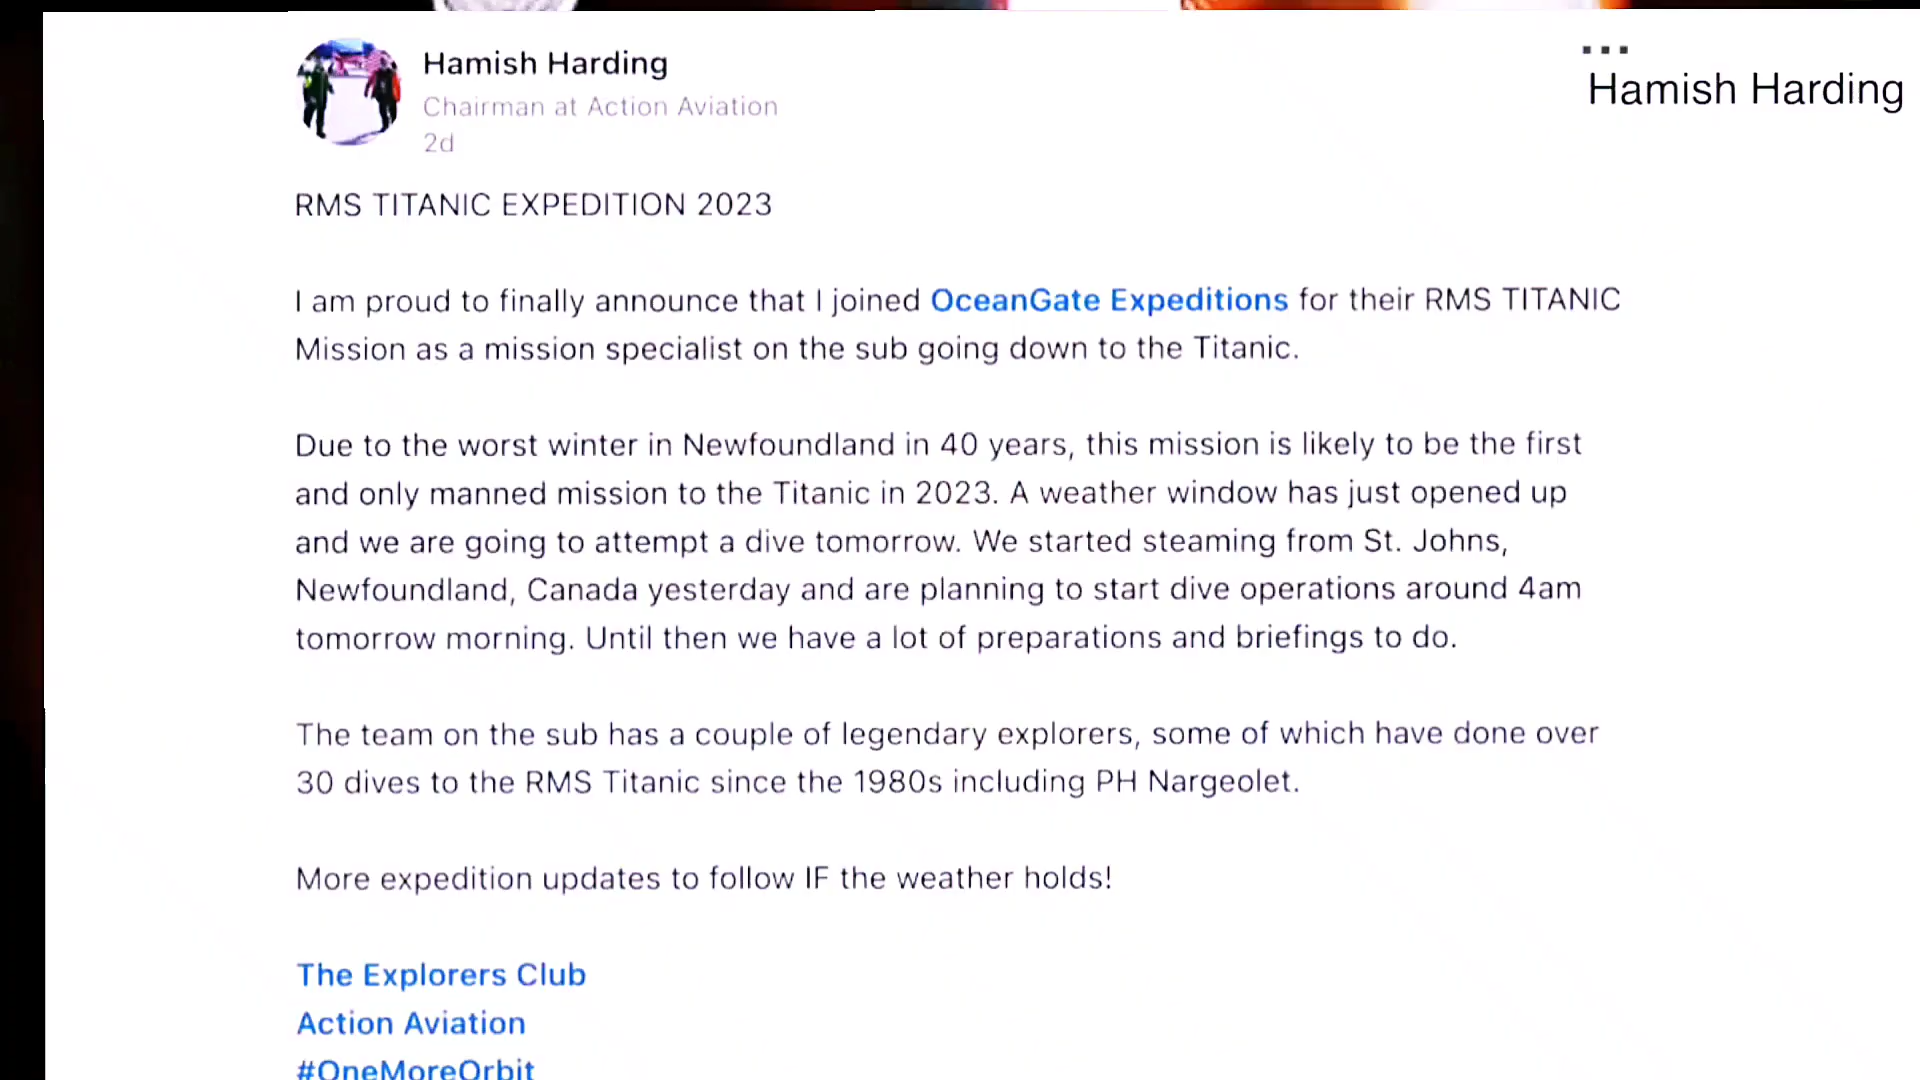 Hamish Harding
Chairman at Action Aviation
2d
Hamish Harding
RMS TITANIC EXPEDITION 2023
I am proud to finally announce that I joined OceanGate Expeditions for their RMS TITANIC
Mission as a mission specialist on the sub going down to the Titanic.
Due to the worst winter in Newfoundland in 40 years, this mission is likely to be the first
and only manned mission to the Titanic in 2023. A weather window has just opened up
and we are going to attempt a dive tomorrow. We started steaming from St. Johns,
Newfoundland, Canada yesterday and are planning to start dive operations around 4am
tomorrow morning. Until then we have a lot of preparations and briefings to do.
The team on the sub has a couple of legendary explorers, some of which have done over
30 dives to the RMS Titanic since the 1980s including PH Nargeolet.
More expedition updates to follow IF the weather holds!
The Explorers Club
Action Aviation
#OneMoreOrbit